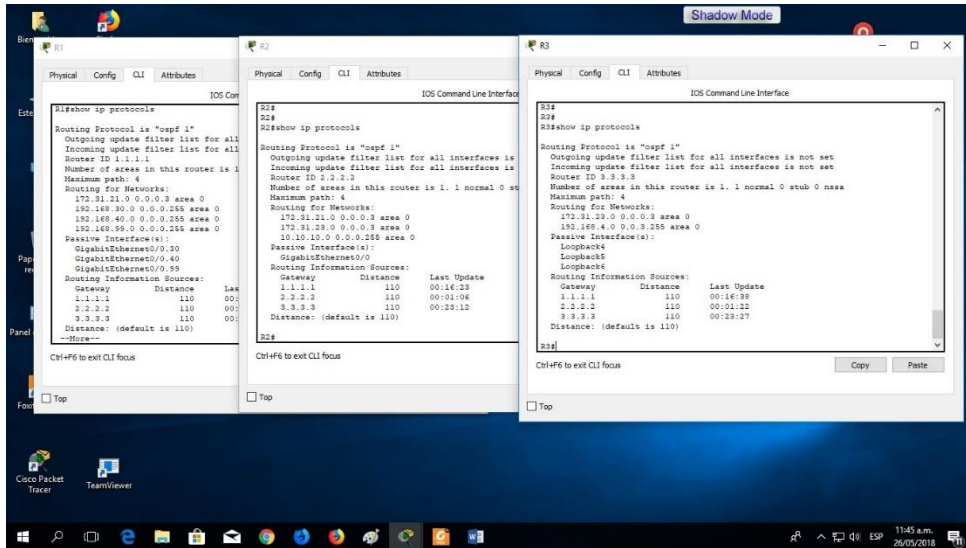 Shadow Mode
R1
Physical Config CLI Attributes
R1#show ip protocols
Routing Protocol is "ospf 1"
Outgoing update filter list for all
Incoming update filter list for all
Router ID 1.1.1.1
Number of areas in this router is 1
Maximum path: 4
Routing for Networks:
172.31.21.0 0.0.0.3 area 0
192.168.30.0 0.0.0.255 area 0
192.168.40.0 0.0.0.255 area 0
192.168.99.0 0.0.0.255 area 0
Passive Interface(s):
GigabitEthernet0/0.30
GigabitEthernet0/0.40
GigabitEthernet0/0.99
Routing Information Sources:
Gateway Distance Las
1.1.1.1 110 00:
2.2.2.2 110 00:
3.3.3.3 110 00:
Distance: (default is 110)
--More--
Ctrl+F6 to exit CLI focus
Top
R2
Physical Config CLI Attributes
IOS Command Line Interface
R2#
R2#
R2#show ip protocols
Routing Protocol is "ospf 1"
Outgoing update filter list for all interfaces is
Incoming update filter list for all interfaces is
Router ID 2.2.2.2
Number of areas in this router is 1. 1 normal 0 st
Maximum path: 4
Routing for Networks:
172.31.21.0 0.0.0.3 area 0
172.31.23.0 0.0.0.3 area 0
10.10.10.0 0.0.0.255 area 0
Passive Interface(s):
GigabitEthernet0/0
Routing Information Sources:
Gateway Distance Last Update
1.1.1.1 110 00:16:23
2.2.2.2 110 00:01:06
3.3.3.3 110 00:23:12
Distance: (default is 110)
R2#
Ctrl+F6 to exit CLI focus
Top
R3
Physical Config CLI Attributes
IOS Command Line Interface
R3#
R3#
R3#show ip protocols
Routing Protocol is "ospf 1"
Outgoing update filter list for all interfaces is not set
Incoming update filter list for all interfaces is not set
Router ID 3.3.3.3
Number of areas in this router is 1. 1 normal 0 stub 0 nssa
Maximum path: 4
Routing for Networks:
172.31.23.0 0.0.0.3 area 0
192.168.4.0 0.0.3.255 area 0
Passive Interface(s):
Loopback4
Loopback5
Loopback6
Routing Information Sources:
Gateway Distance Last Update
1.1.1.1 110 00:16:38
2.2.2.2 110 00:01:22
3.3.3.3 110 00:23:27
Distance: (default is 110)
R3#
Ctrl+F6 to exit CLI focus
Copy Paste
Top
Cisco Packet
Tracer
TeamViewer
ESP
11:45 a.m.
26/05/2018